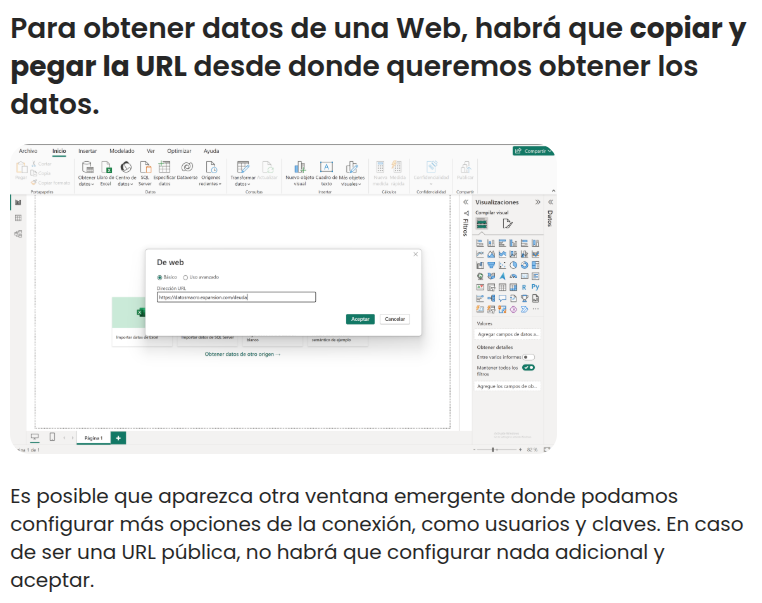 Para obtener datos de una Web, habrá que copiar y
pegar la URL desde donde queremos obtener los
datos.
Archivo Inicio Insertar Modelado Ver Optimizar Ayuda
Compartir
Pegar Cortar
Copiar
Copiar formato
Obtener datos Libro de Excel Centro de datos SQL Server Especificar datos Dataverse Orígenes recientes
Transformar datos
Nuevo objeto visual Cuadro de texto Más objetos visuales
Nueva medida Medida rápida
Confidencialidad
Publicar
Portapapeles Datos Consultas Insertar Cálculos Confidencialidad Compartir
Visualizaciones
Filtros
Datos
Compilar visual
De web
Básico Uso avanzado
Dirección URL
https://datosmacro.expansion.com/deuda
Aceptar Cancelar
Importar datos de Excel Importar datos de SQL Server
blanco
semántico de ejemplo
Obtener datos de otro origen →
R Py
Valores
Agregar campos de datos a...
Obtener detalles
Entre varios informes
Mantener todos los
filtros
Agregue los campos de ob...
Página 1
1 de 1
Es posible que aparezca otra ventana emergente donde podamos
configurar más opciones de la conexión, como usuarios y claves. En caso
de ser una URL pública, no habrá que configurar nada adicional y
aceptar.